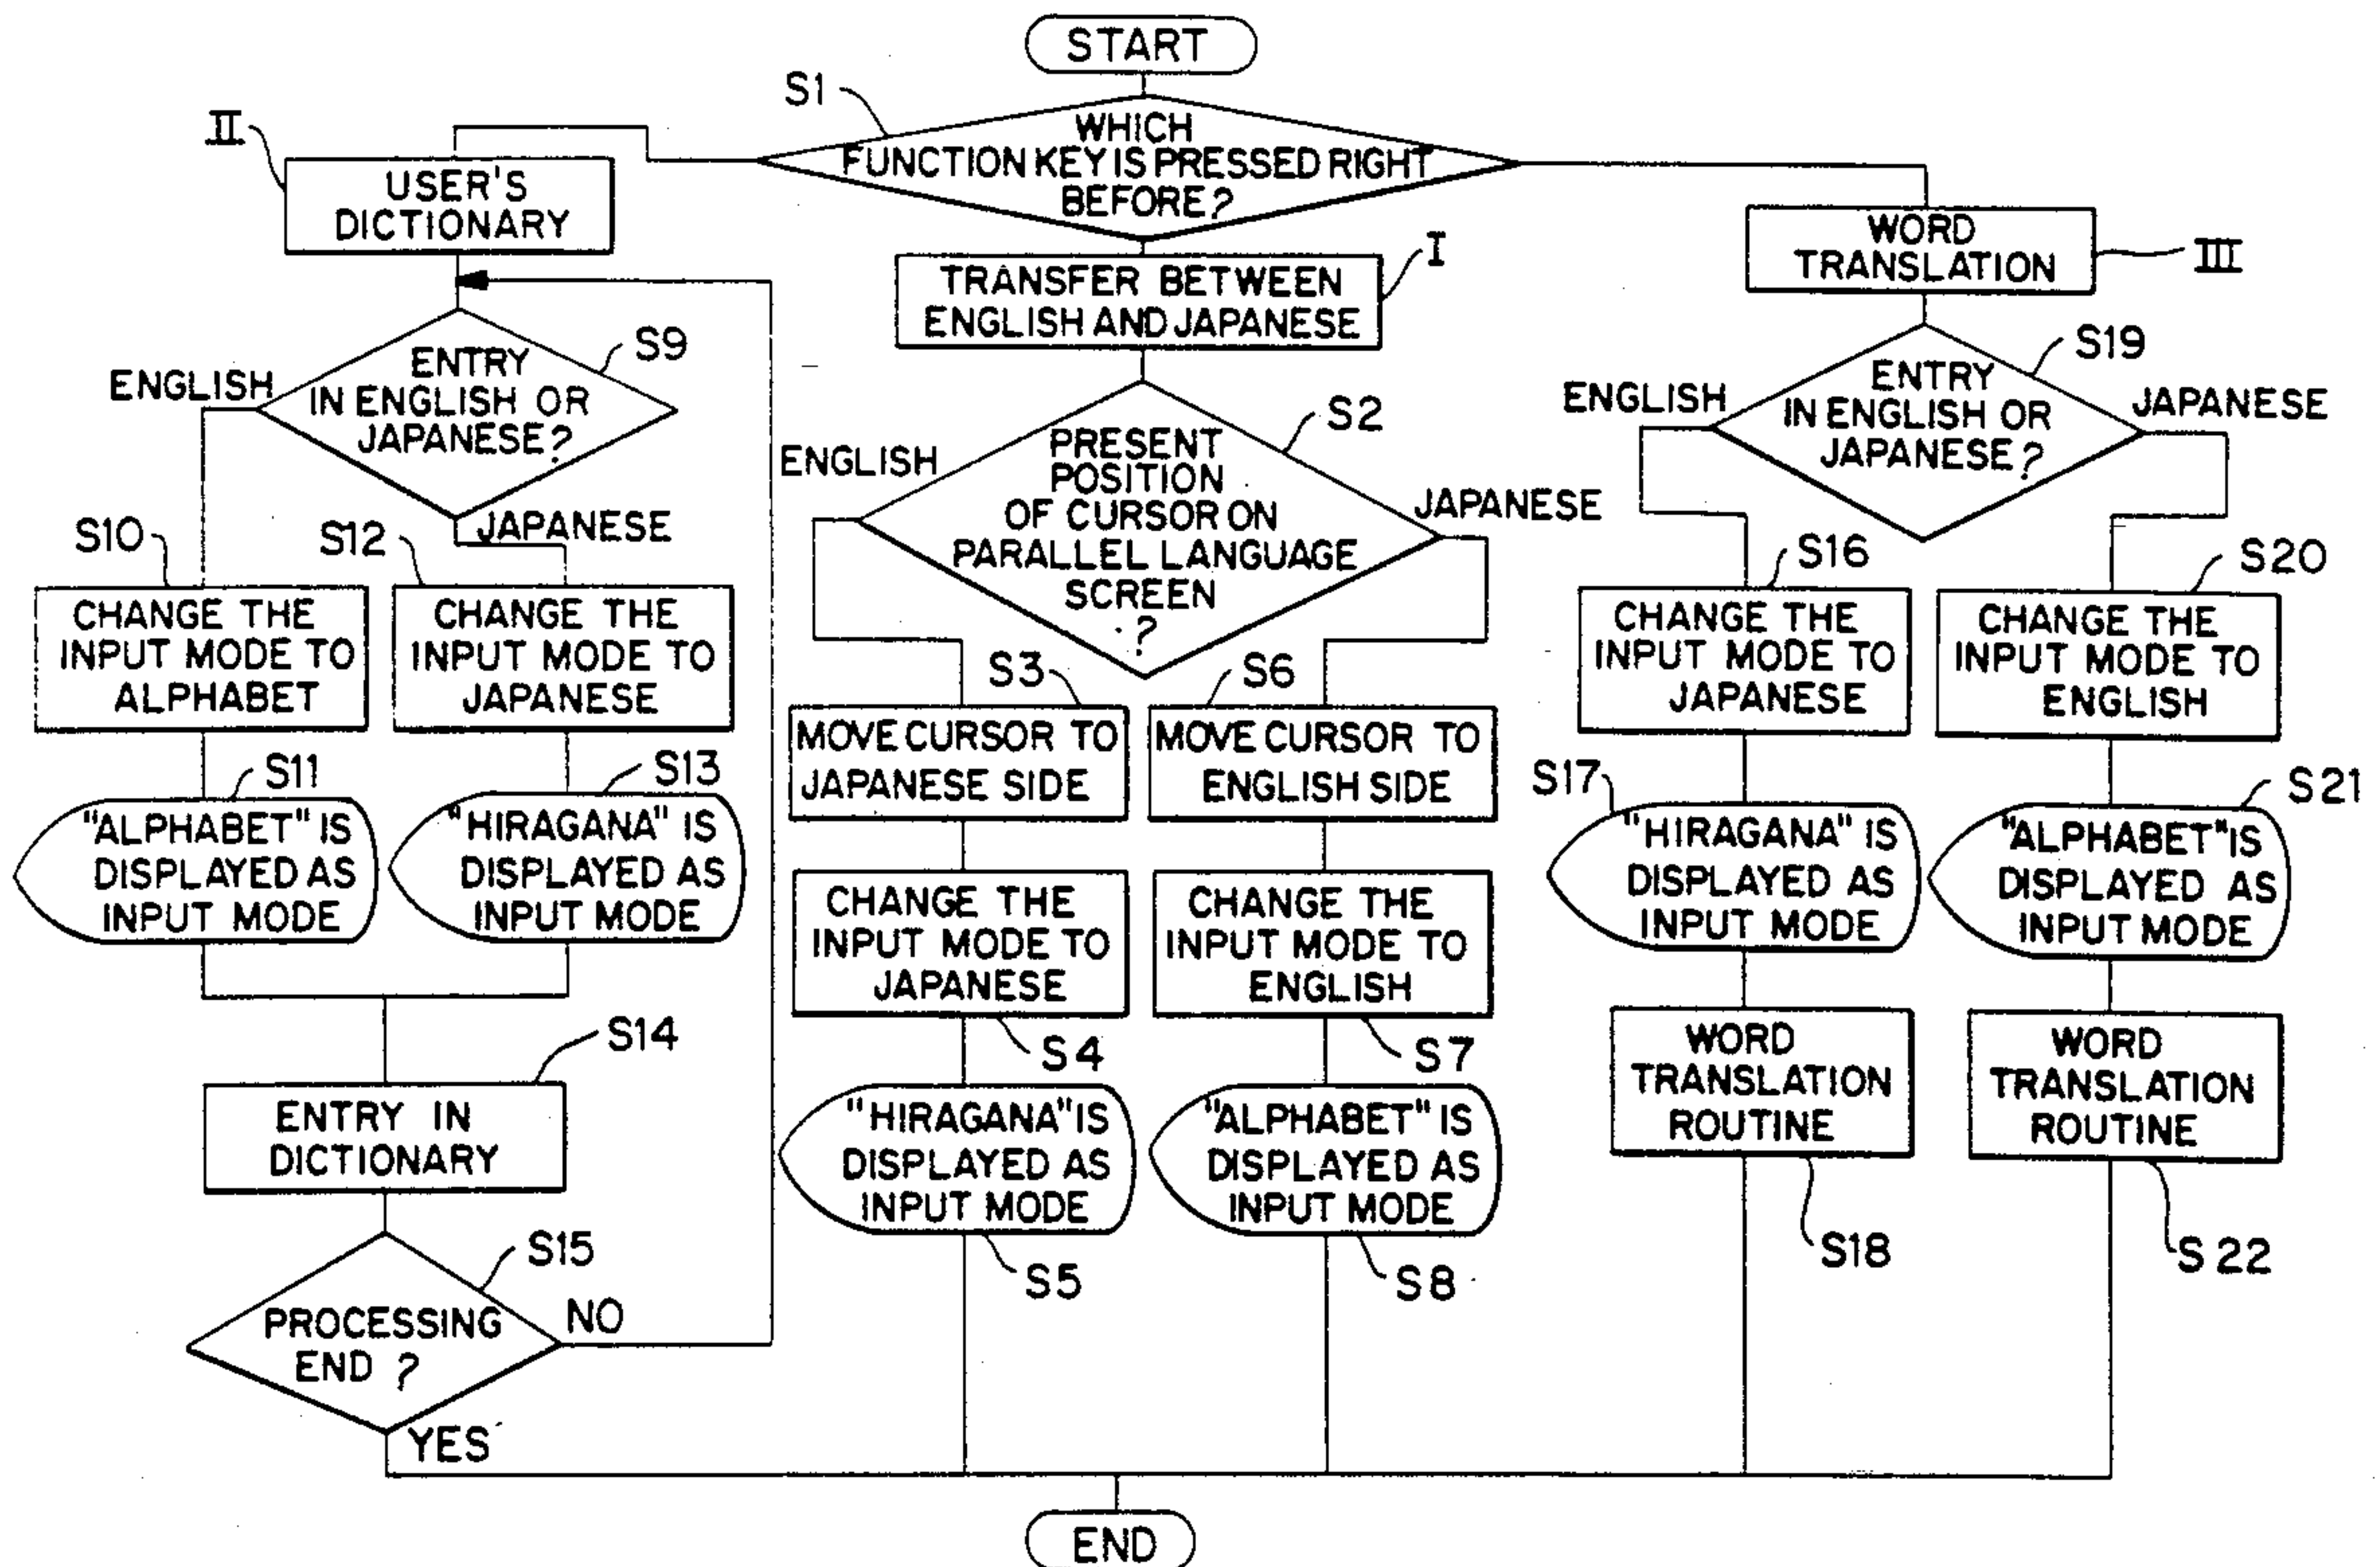 START
S1
WHICH
FUNCTION KEY IS PRESSED RIGHT
BEFORE?
II
USER'S
DICTIONARY
S9
ENTRY
IN ENGLISH OR
JAPANESE?
ENGLISH
JAPANESE
S10
CHANGE THE
INPUT MODE TO
ALPHABET
S12
CHANGE THE
INPUT MODE TO
JAPANESE
S11
"ALPHABET" IS
DISPLAYED AS
INPUT MODE
S13
"HIRAGANA" IS
DISPLAYED AS
INPUT MODE
S14
ENTRY IN
DICTIONARY
S15
PROCESSING
END ?
NO
YES
I
TRANSFER BETWEEN
ENGLISH AND JAPANESE
S2
PRESENT
POSITION
OF CURSOR ON
PARALLEL LANGUAGE
SCREEN
?
ENGLISH
JAPANESE
S3
MOVE CURSOR TO
JAPANESE SIDE
S6
MOVE CURSOR TO
ENGLISH SIDE
CHANGE THE
INPUT MODE TO
JAPANESE
S4
CHANGE THE
INPUT MODE TO
ENGLISH
S7
"HIRAGANA" IS
DISPLAYED AS
INPUT MODE
S5
"ALPHABET" IS
DISPLAYED AS
INPUT MODE
S8
WORD
TRANSLATION
III
S19
ENTRY
IN ENGLISH OR
JAPANESE?
ENGLISH
JAPANESE
S16
CHANGE THE
INPUT MODE TO
JAPANESE
S20
CHANGE THE
INPUT MODE TO
ENGLISH
S17
"HIRAGANA" IS
DISPLAYED AS
INPUT MODE
S21
"ALPHABET" IS
DISPLAYED AS
INPUT MODE
WORD
TRANSLATION
ROUTINE
S18
WORD
TRANSLATION
ROUTINE
S22
END